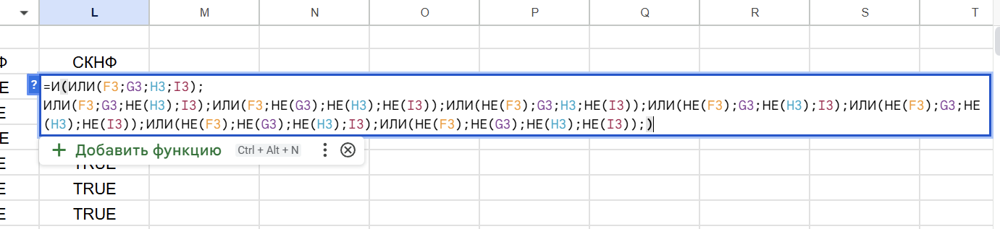 L M N O P Q R S T
Ф СКНФ
E
? =И(ИЛИ(F3;G3;H3;I3);
ИЛИ(F3;G3;НЕ(H3);I3);ИЛИ(F3;НЕ(G3);НЕ(H3);НЕ(I3));ИЛИ(НЕ(F3);G3;H3;НЕ(I3));ИЛИ(НЕ(F3);G3;НЕ(H3);I3);ИЛИ(НЕ(F3);G3;НЕ
(H3);НЕ(I3));ИЛИ(НЕ(F3);НЕ(G3);НЕ(H3);I3);ИЛИ(НЕ(F3);НЕ(G3);НЕ(H3);НЕ(I3));)
E
E
+ Добавить функцию Ctrl + Alt + N
E TRUE
E TRUE
E TRUE